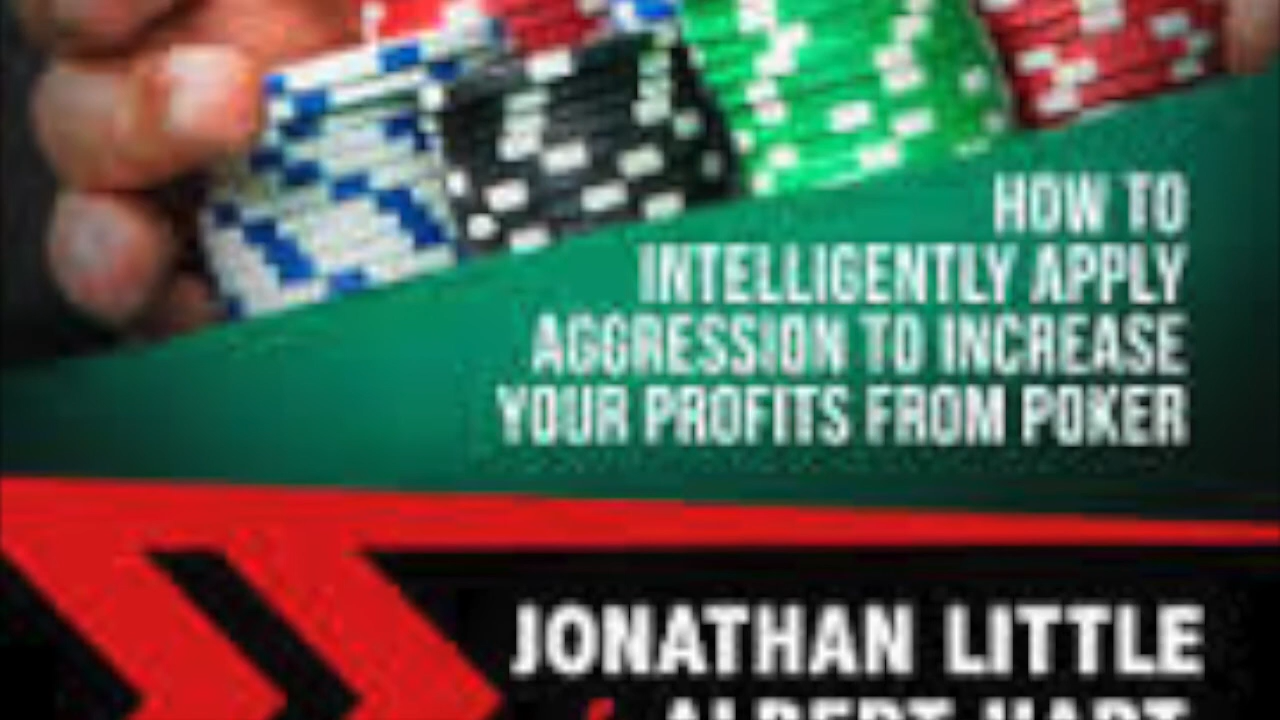 HOW TO
INTELLIGENTLY APPLY
AGGRESSION TO INCREASE
YOUR PROFITS FROM POKER
JONATHAN LITTLE